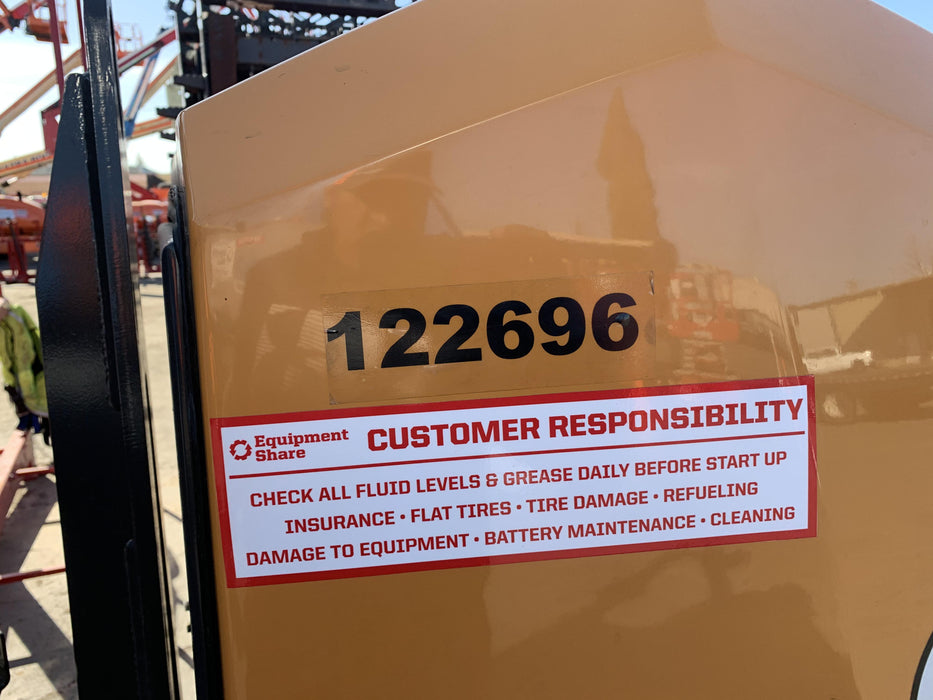 122696
Equipment
Share
CUSTOMER RESPONSIBILITY
CHECK ALL FLUID LEVELS & GREASE DAILY BEFORE START UP
INSURANCE • FLAT TIRES • TIRE DAMAGE • REFUELING
DAMAGE TO EQUIPMENT • BATTERY MAINTENANCE • CLEANING